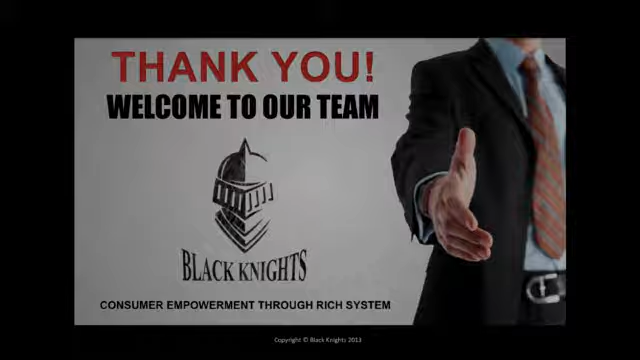 THANK YOU!
WELCOME TO OUR TEAM
BLACK KNIGHTS
CONSUMER EMPOWERMENT THROUGH RICH SYSTEM
Copyright © Black Knights 2013